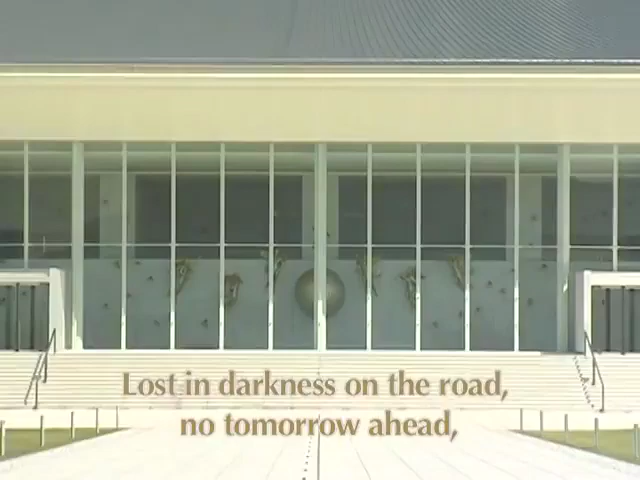 Lost in darkness on the road,
no tomorrow ahead,